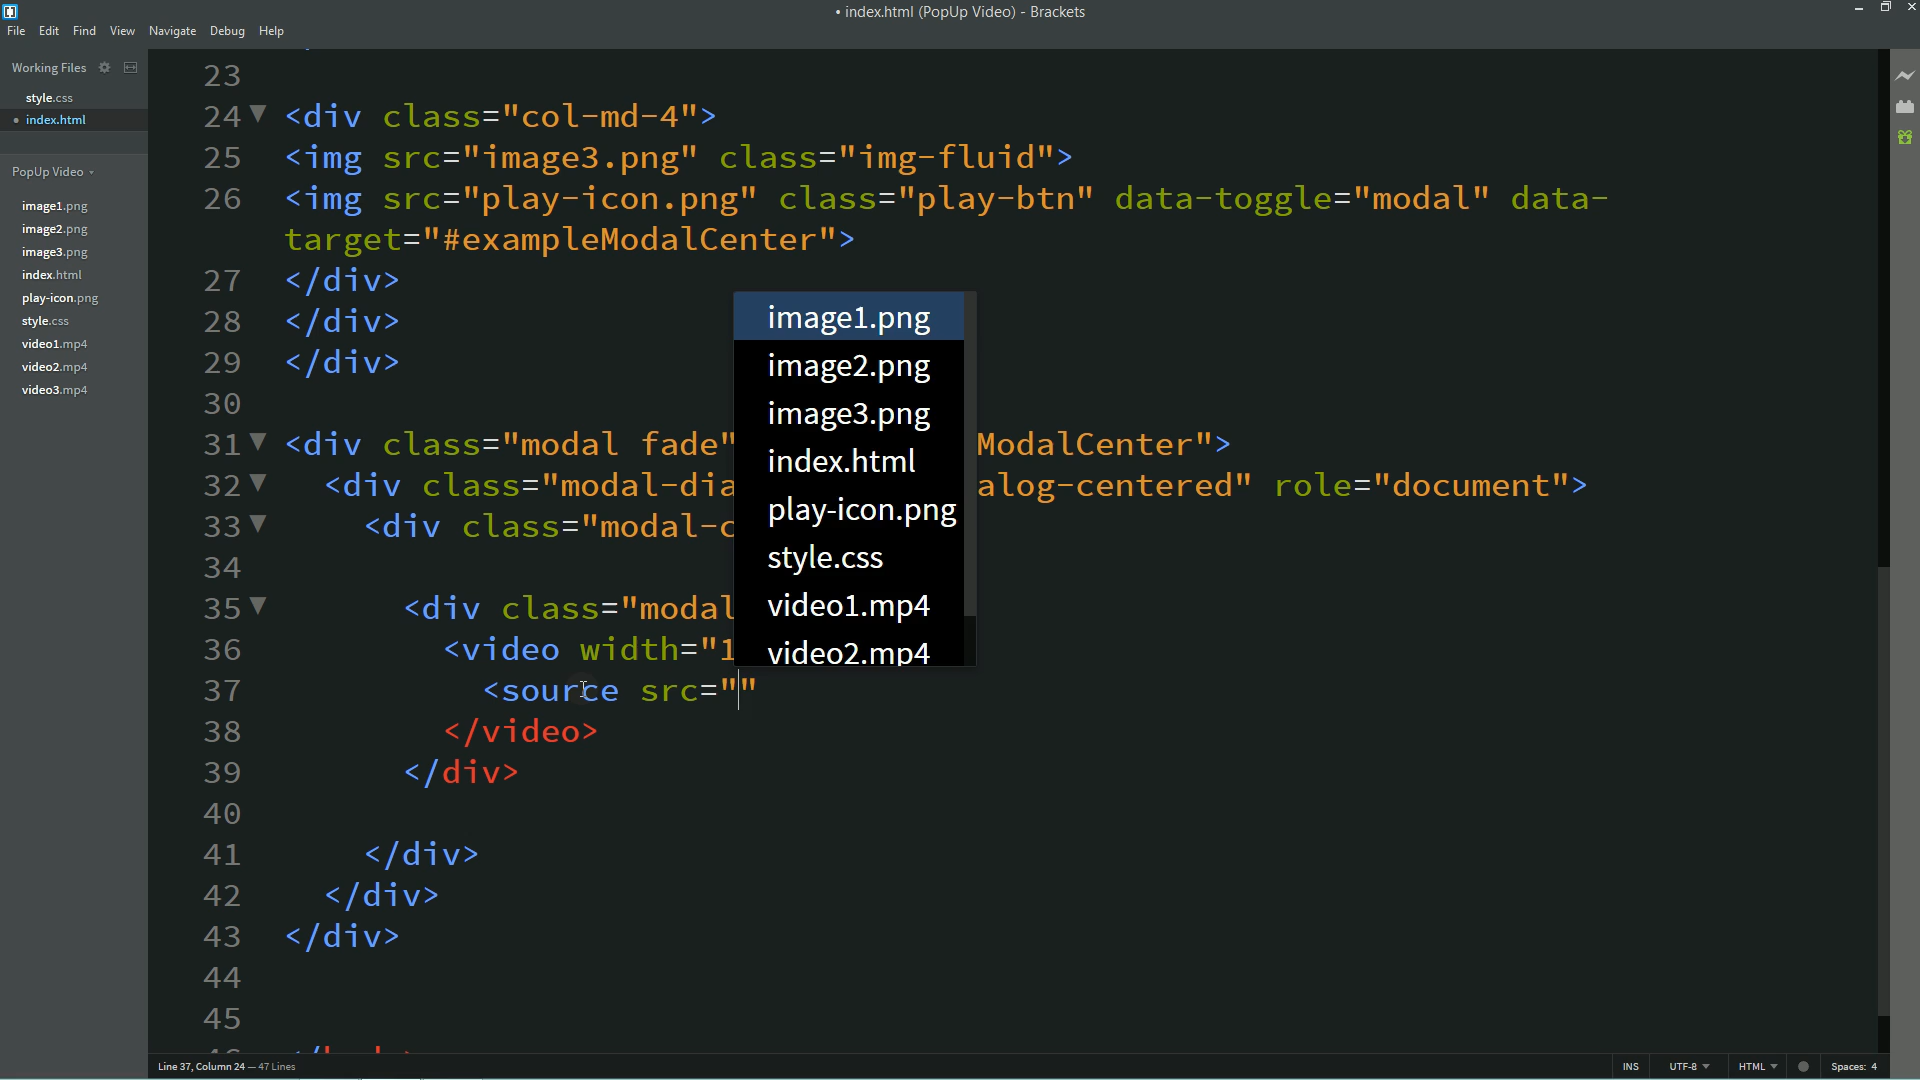 • index.html (PopUp Video) - Brackets
File Edit Find View Navigate Debug Help
Working Files
style.css
• index.html
PopUp Video
image1.png
image2.png
image3.png
index.html
play-icon.png
style.css
video1.mp4
video2.mp4
video3.mp4
23
24 <div class="col-md-4">
25 <img src="image3.png" class="img-fluid">
26 <img src="play-icon.png" class="play-btn" data-toggle="modal" data-
target="#exampleModalCenter">
27 </div>
28 </div>
29 </div>
30
31 <div class="modal fade" ModalCenter">
32 <div class="modal-dia alog-centered" role="document">
33 <div class="modal-c
34
35 <div class="modal
36 <video width="1
37 <source src=""
38 </video>
39 </div>
40
41 </div>
42 </div>
43 </div>
44
45
image1.png
image2.png
image3.png
index.html
play-icon.png
style.css
video1.mp4
video2.mp4
Line 37, Column 24 — 47 Lines
INS UTF-8 HTML Spaces: 4